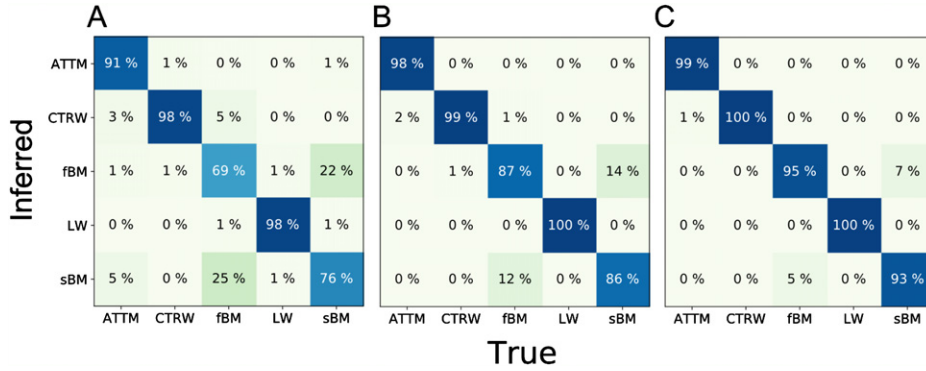 A B C
ATTM 91 % 1 % 0 % 0 % 1 % 98 % 0 % 0 % 0 % 0 % 99 % 0 % 0 % 0 % 0 %
CTRW 3 % 98 % 5 % 0 % 0 % 2 % 99 % 1 % 0 % 0 % 1 % 100 % 0 % 0 % 0 %
fBM 1 % 1 % 69 % 1 % 22 % 0 % 1 % 87 % 0 % 14 % 0 % 0 % 95 % 0 % 7 %
LW 0 % 0 % 1 % 98 % 1 % 0 % 0 % 0 % 100 % 0 % 0 % 0 % 0 % 100 % 0 %
sBM 5 % 0 % 25 % 1 % 76 % 0 % 0 % 12 % 0 % 86 % 0 % 0 % 5 % 0 % 93 %
ATTM CTRW fBM LW sBM ATTM CTRW fBM LW sBM ATTM CTRW fBM LW sBM
Inferred
True